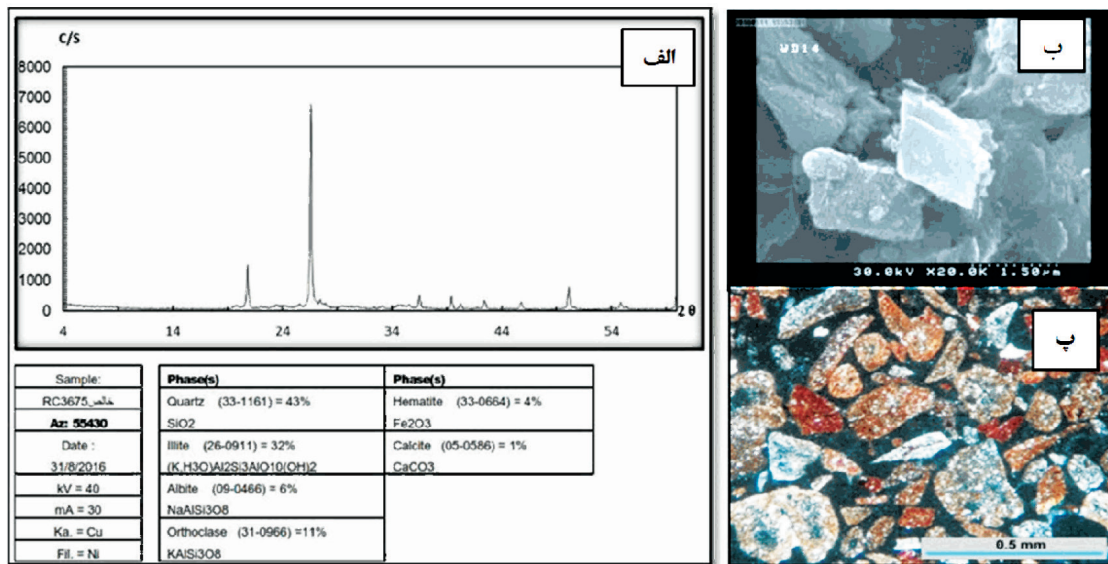 C/S
الف
8000
7000
6000
5000
4000
3000
2000
1000
0
4 14 24 34 44 54 2θ
Sample:
RC3675خالص
Az: 55430
Date :
31/8/2016
kV = 40
mA = 30
Ka. = Cu
Fil. = Ni
Phase(s)
Quartz (33-1161) = 43%
SiO2
Illite (26-0911) = 32%
(K,H3O)Al2Si3AlO10(OH)2
Albite (09-0466) = 6%
NaAlSi3O8
Orthoclase (31-0966) =11%
KAlSi3O8
Phase(s)
Hematite (33-0664) = 4%
Fe2O3
Calcite (05-0586) = 1%
CaCO3
ب
WD14
30.0kV X20.0K 1.50μm
پ
0.5 mm